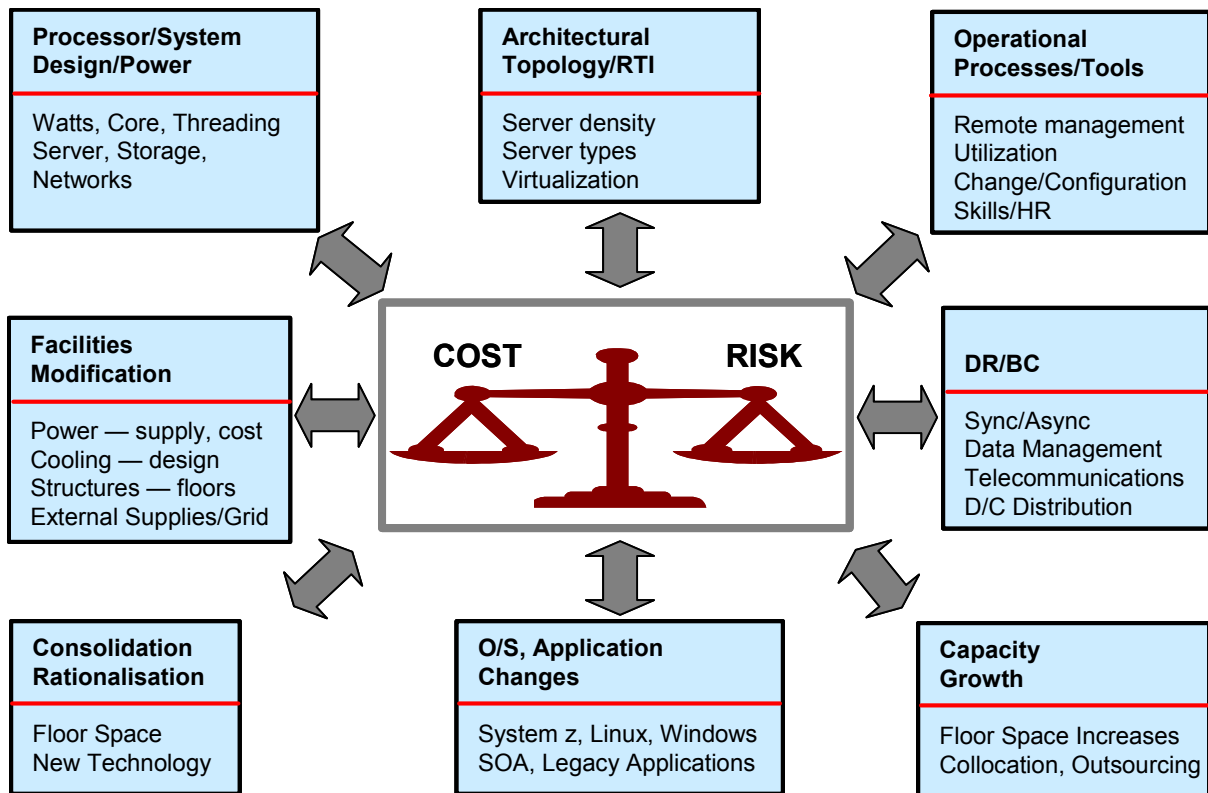 Processor/System
Design/Power
Watts, Core, Threading
Server, Storage,
Networks
Architectural
Topology/RTI
Server density
Server types
Virtualization
Operational
Processes/Tools
Remote management
Utilization
Change/Configuration
Skills/HR
Facilities
Modification
Power — supply, cost
Cooling — design
Structures — floors
External Supplies/Grid
COST
RISK
DR/BC
Sync/Async
Data Management
Telecommunications
D/C Distribution
Consolidation
Rationalisation
Floor Space
New Technology
O/S, Application
Changes
System z, Linux, Windows
SOA, Legacy Applications
Capacity
Growth
Floor Space Increases
Collocation, Outsourcing